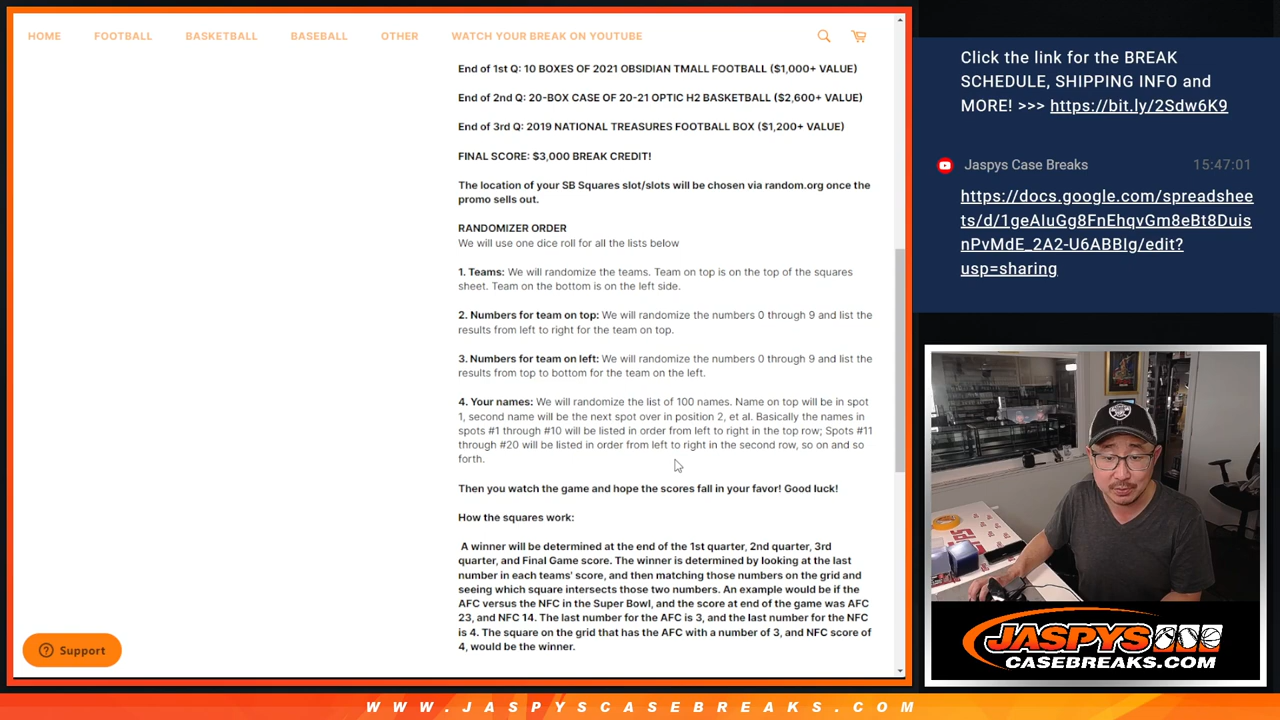 HOME FOOTBALL BASKETBALL BASEBALL OTHER WATCH YOUR BREAK ON YOUTUBE
End of 1st Q: 10 BOXES OF 2021 OBSIDIAN TMALL FOOTBALL ($1,000+ VALUE)
End of 2nd Q: 20-BOX CASE OF 20-21 OPTIC H2 BASKETBALL ($2,600+ VALUE)
End of 3rd Q: 2019 NATIONAL TREASURES FOOTBALL BOX ($1,200+ VALUE)
FINAL SCORE: $3,000 BREAK CREDIT!
The location of your SB Squares slot/slots will be chosen via random.org once the
promo sells out.
RANDOMIZER ORDER
We will use one dice roll for all the lists below
1. Teams: We will randomize the teams. Team on top is on the top of the squares
sheet. Team on the bottom is on the left side.
2. Numbers for team on top: We will randomize the numbers 0 through 9 and list the
results from left to right for the team on top.
3. Numbers for team on left: We will randomize the numbers 0 through 9 and list the
results from top to bottom for the team on the left.
4. Your names: We will randomize the list of 100 names. Name on top will be in spot
1, second name will be the next spot over in position 2, et al. Basically the names in
spots #1 through #10 will be listed in order from left to right in the top row; Spots #11
through #20 will be listed in order from left to right in the second row, so on and so
forth.
Then you watch the game and hope the scores fall in your favor! Good luck!
How the squares work:
A winner will be determined at the end of the 1st quarter, 2nd quarter, 3rd
quarter, and Final Game score. The winner is determined by looking at the last
number in each teams' score, and then matching those numbers on the grid and
seeing which square intersects those two numbers. An example would be if the
AFC versus the NFC in the Super Bowl, and the score at end of the game was AFC
23, and NFC 14. The last number for the AFC is 3, and the last number for the NFC
is 4. The square on the grid that has the AFC with a number of 3, and NFC score of
4, would be the winner.
Support
Click the link for the BREAK
SCHEDULE, SHIPPING INFO and
MORE! >>> https://bit.ly/2Sdw6K9
Jaspys Case Breaks 15:47:01
https://docs.google.com/spreadshee
ts/d/1geAIuGg8FnEhqvGm8eBt8Duis
nPvMdE_2A2-U6ABBIg/edit?
usp=sharing
JASPYS
CASEBREAKS.COM
WWW.JASPYSCASEBREAKS.COM